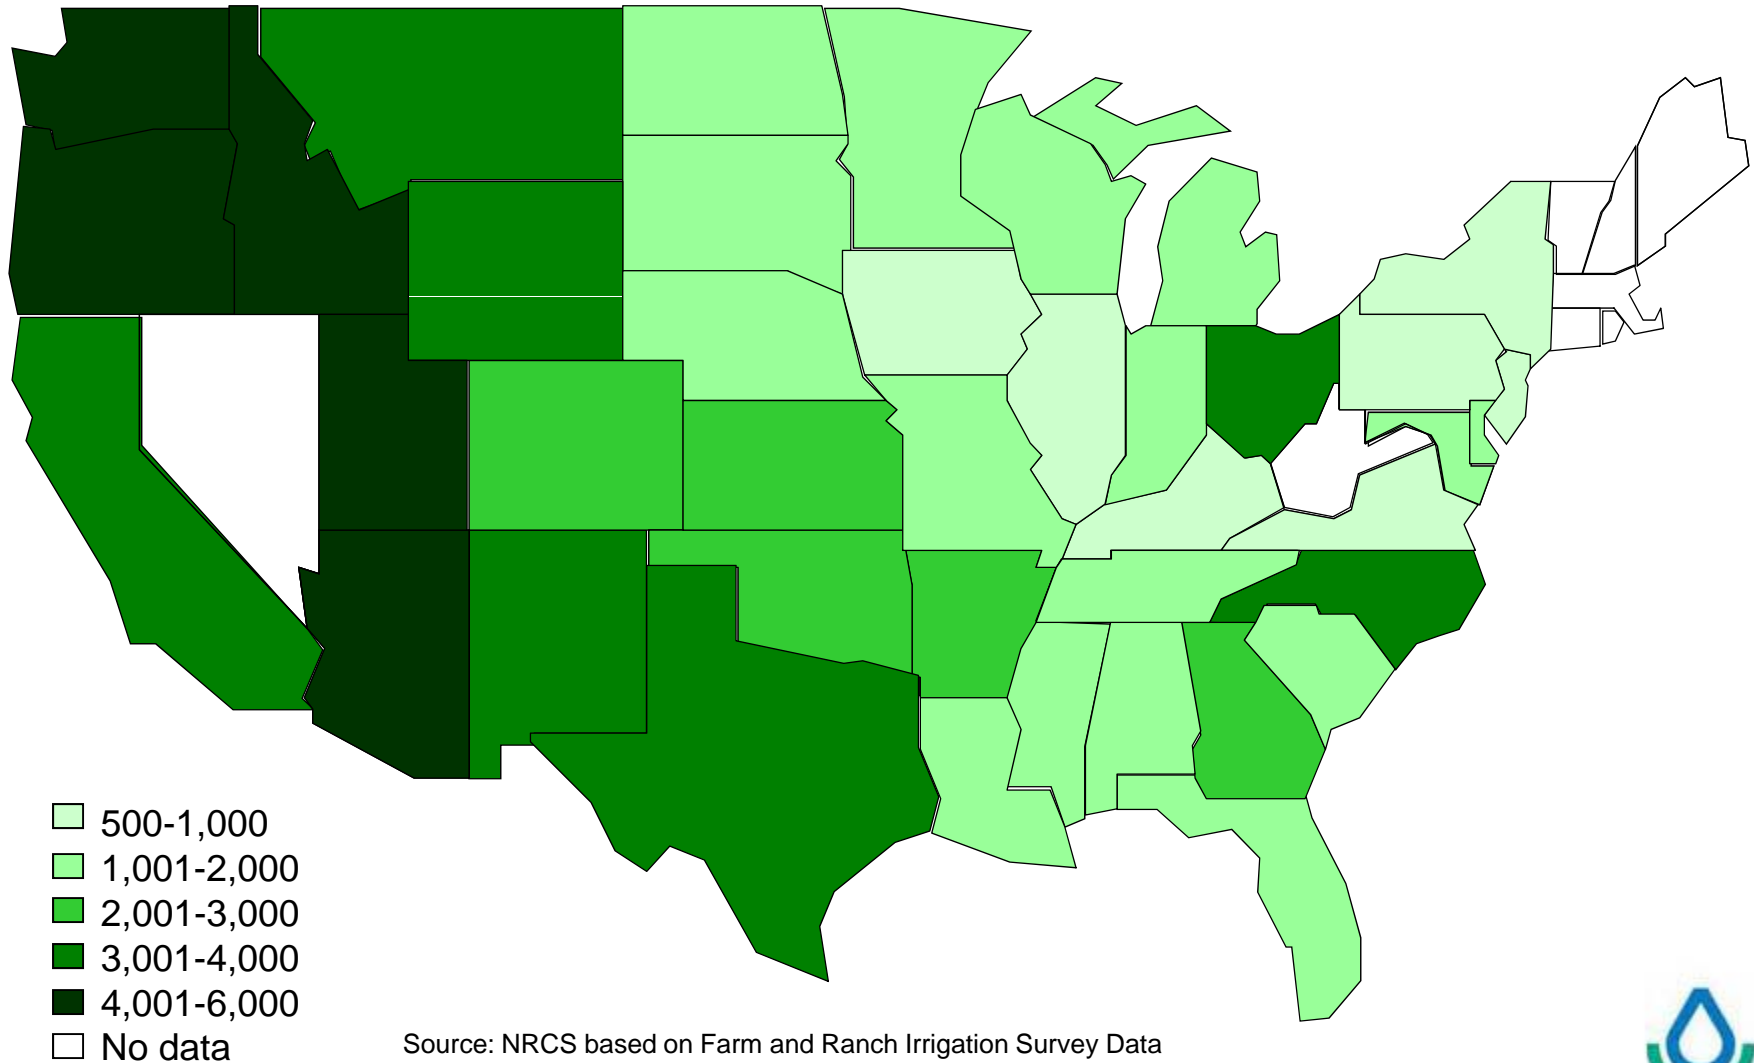 500-1,000
1,001-2,000
2,001-3,000
3,001-4,000
4,001-6,000
No data
Source: NRCS based on Farm and Ranch Irrigation Survey Data